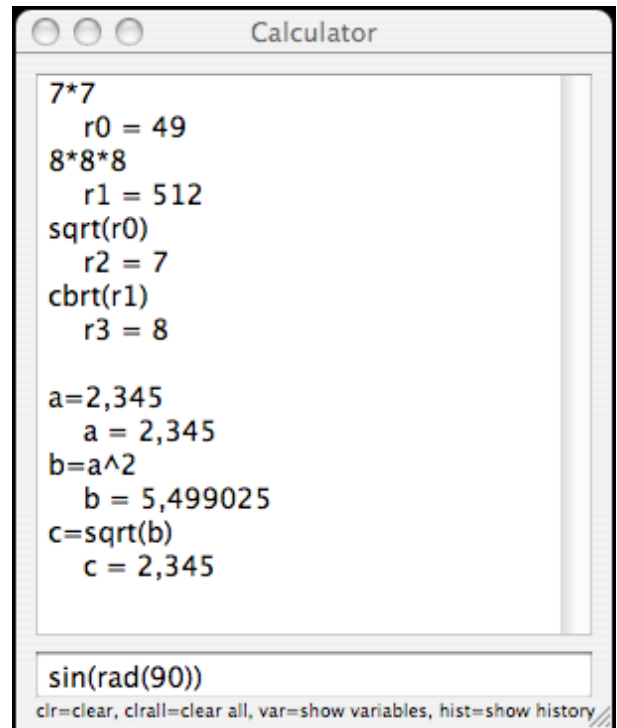 Calculator
7*7
r0 = 49
8*8*8
r1 = 512
sqrt(r0)
r2 = 7
cbrt(r1)
r3 = 8
a=2,345
a = 2,345
b=a^2
b = 5,499025
c=sqrt(b)
c = 2,345
sin(rad(90))
clr=clear, clrall=clear all, var=show variables, hist=show history